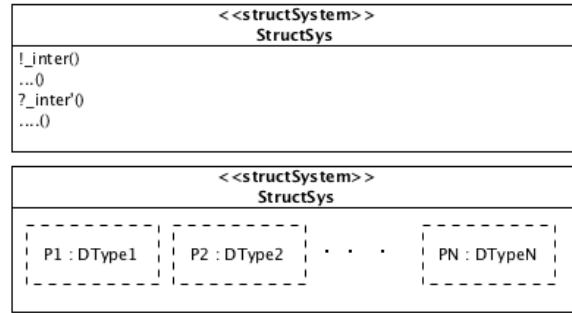 <<structSystem>>
StructSys
!_inter()
...()
?_inter'()
....()
<<structSystem>>
StructSys
P1 : DType1 P2 : DType2 . . . PN : DTypeN